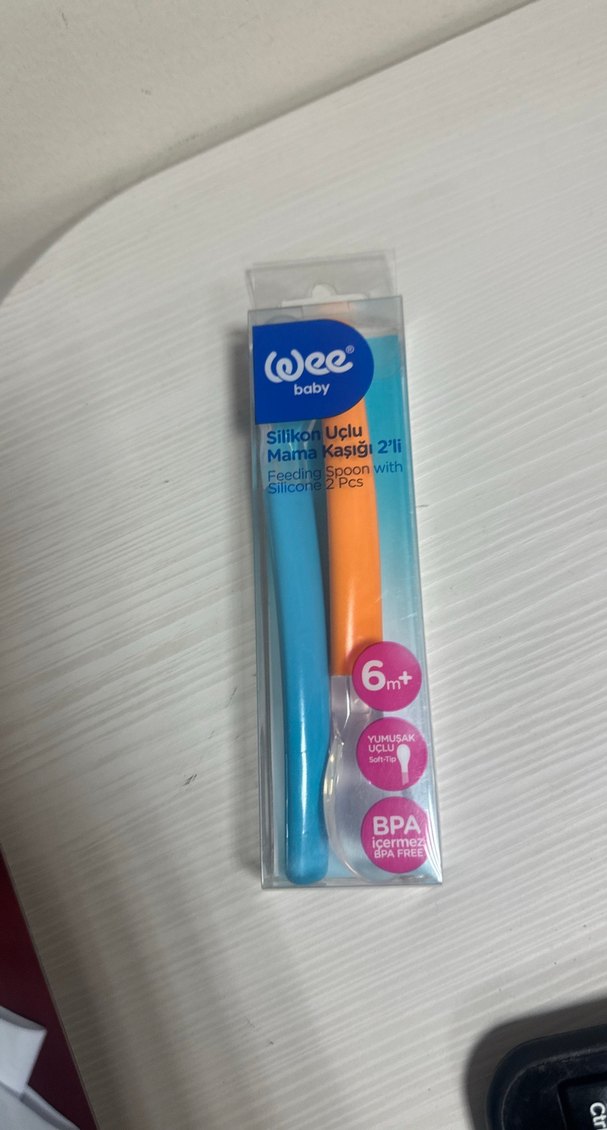 Wee®
baby
Silikon Uçlu
Mama Kaşığı 2'li
Feeding Spoon with
Silicone 2 Pcs
6m+
YUMUŞAK
UÇLU
Soft-Tip
BPA
içermez
BPA FREE
Ctr